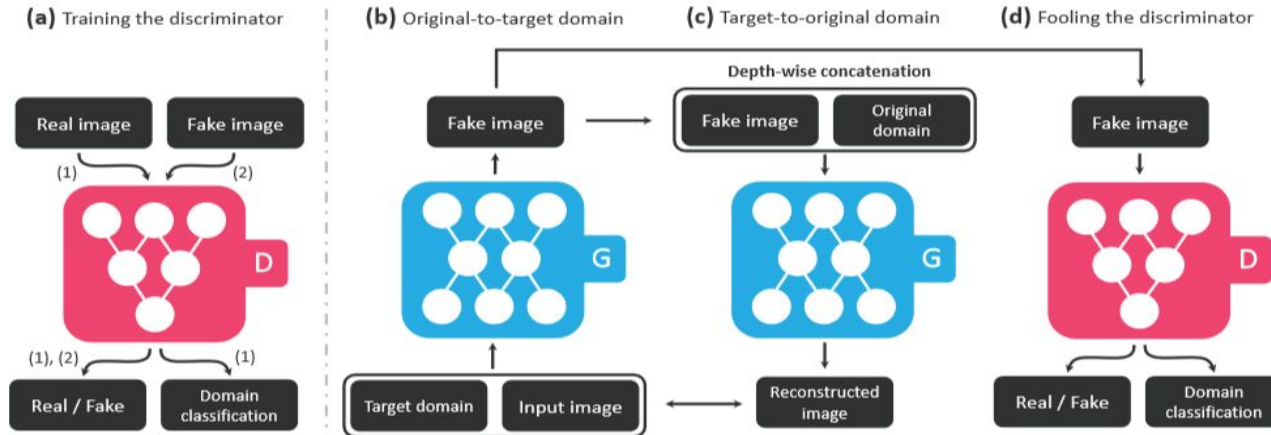 (a) Training the discriminator
(b) Original-to-target domain
(c) Target-to-original domain
(d) Fooling the discriminator
Depth-wise concatenation
Real image
Fake image
Fake image
Fake image
Original
domain
Fake image
(1)
(2)
D
G
G
D
(1), (2)
(1)
Real / Fake
Domain
classification
Target domain
Input image
Reconstructed
image
Real / Fake
Domain
classification